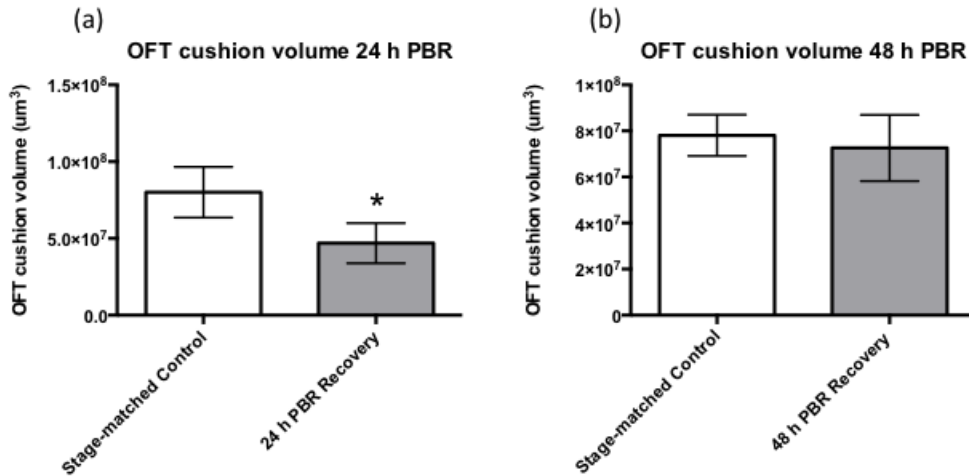 (a)
OFT cushion volume 24 h PBR
OFT cushion volume (um³)
1.5×10⁸
1.0×10⁸
5.0×10⁷
0.0
*
Stage-matched Control
24 h PBR Recovery
(b)
OFT cushion volume 48 h PBR
OFT cushion volume (um³)
1×10⁸
8×10⁷
6×10⁷
4×10⁷
2×10⁷
0
Stage-matched Control
48 h PBR Recovery